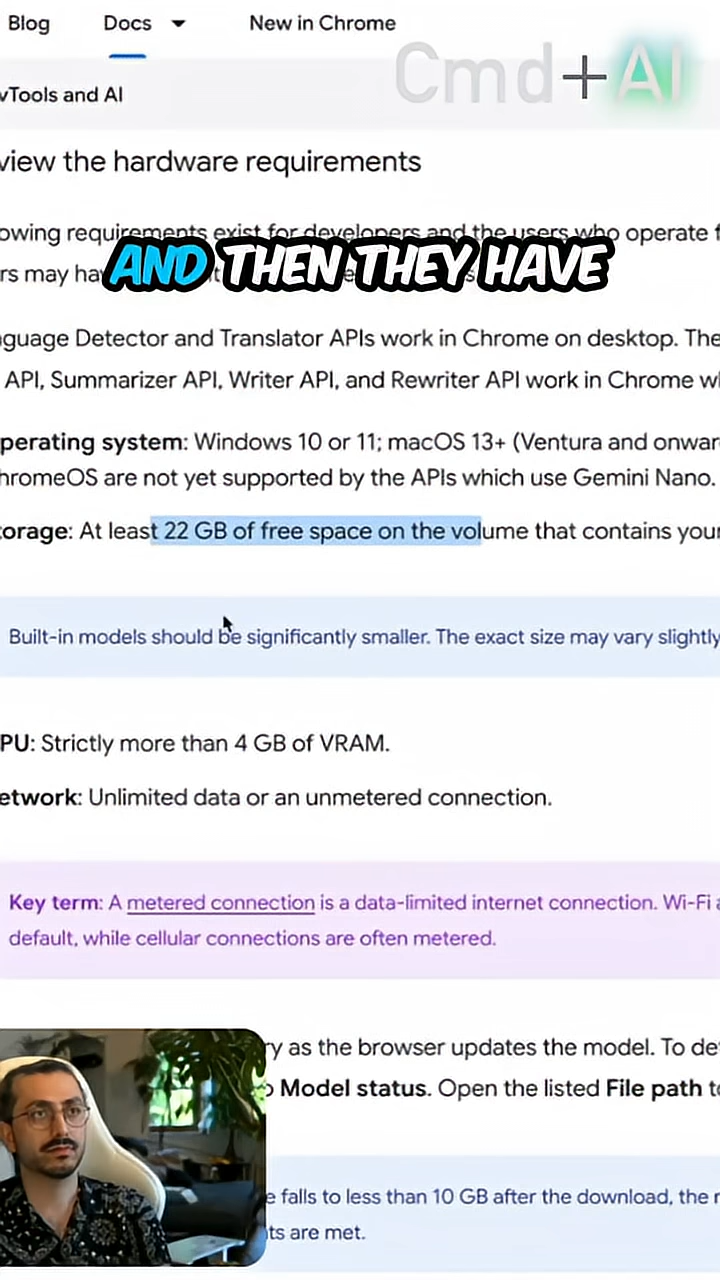 Blog Docs New in Chrome
Cmd+AI
vTools and AI
view the hardware requirements
owing requirements exist for developers and the users who operate f
rs may hav
AND THEN THEY HAVE
guage Detector and Translator APIs work in Chrome on desktop. The
API, Summarizer API, Writer API, and Rewriter API work in Chrome wh
perating system: Windows 10 or 11; macOS 13+ (Ventura and onwar
hromeOS are not yet supported by the APIs which use Gemini Nano.
torage: At least 22 GB of free space on the volume that contains your
Built-in models should be significantly smaller. The exact size may vary slightly
PU: Strictly more than 4 GB of VRAM.
etwork: Unlimited data or an unmetered connection.
Key term: A metered connection is a data-limited internet connection. Wi-Fi a
default, while cellular connections are often metered.
ry as the browser updates the model. To de
Model status. Open the listed File path to
e falls to less than 10 GB after the download, the m
ts are met.